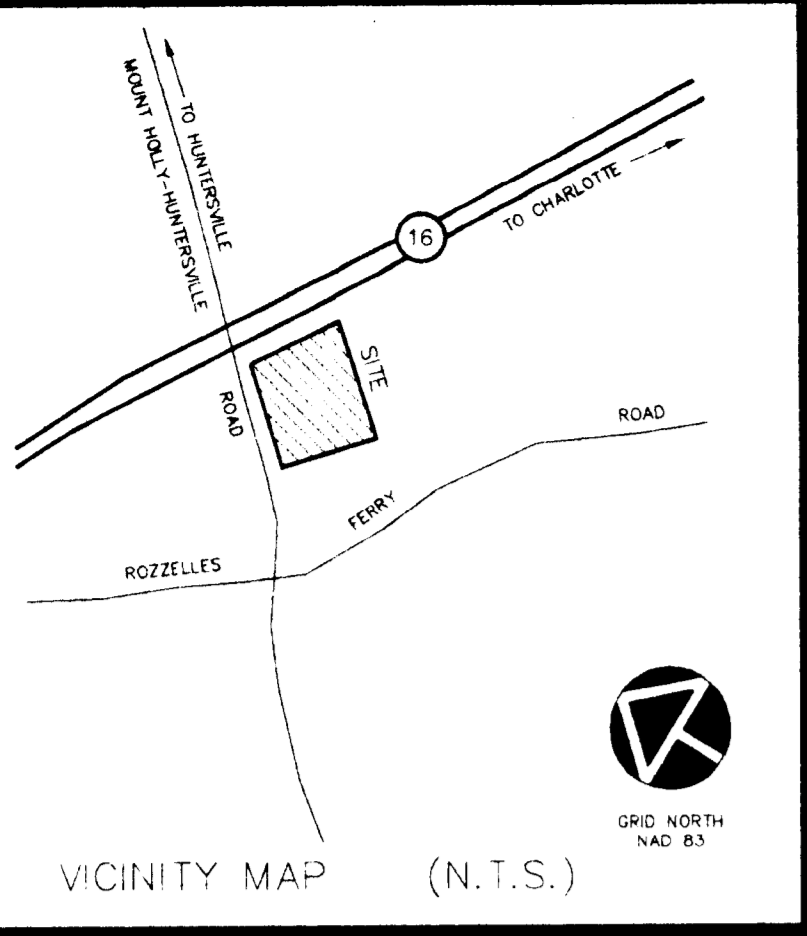 MOUNT HOLLY-HUNTERSVILLE
TO HUNTERSVILLE
16
TO CHARLOTTE
SITE
ROAD
ROAD
FERRY
ROZZELLES
GRID NORTH
NAD 83
VICINITY MAP (N.T.S.)